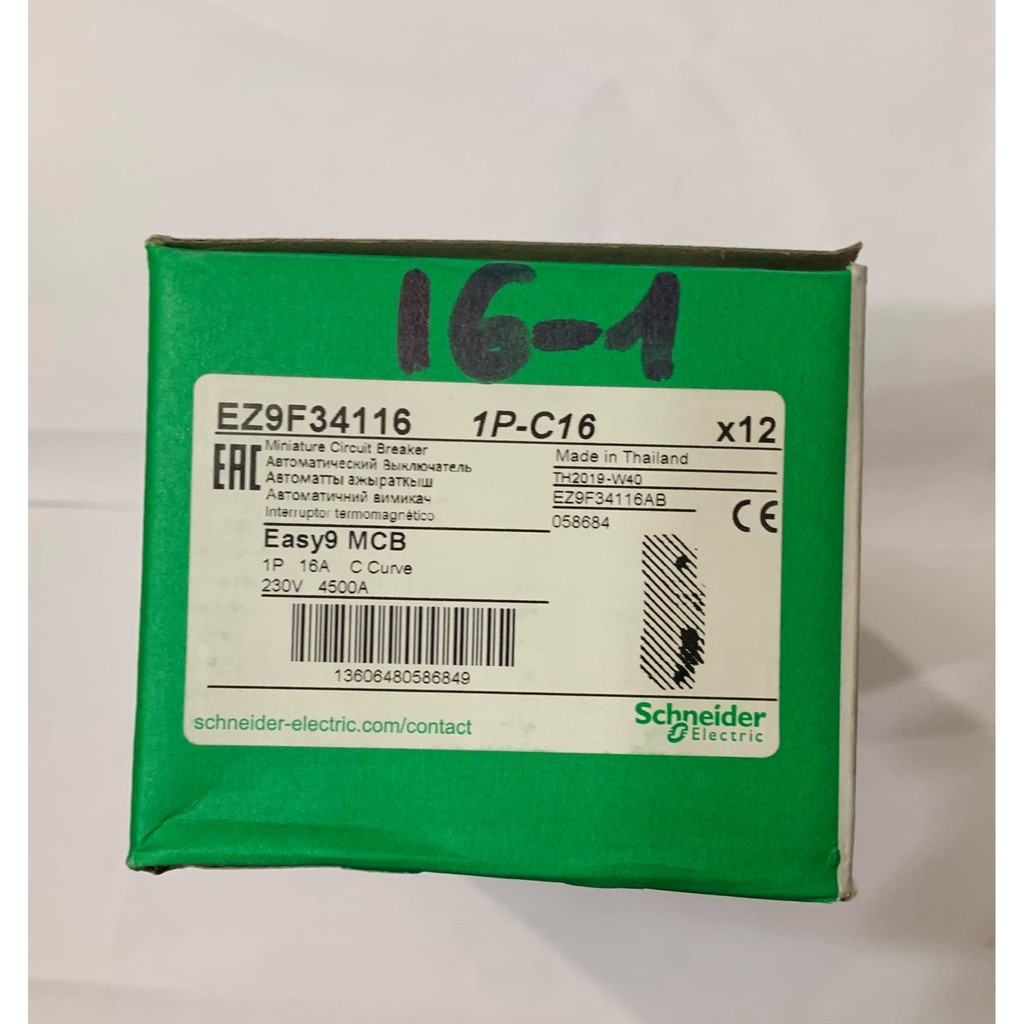 16-1
EZ9F34116 1P-C16 x12
EAC
Miniature Circuit Breaker
Автоматический Выключатель
Автоматты ажыраткыш
Автоматичний вимикач
Interruptor termomagnético
Made in Thailand
TH2019-W40
EZ9F34116AB
058684
CE
Easy9 MCB
1P 16A C Curve
230V 4500A
13606480586849
schneider-electric.com/contact
Schneider
Electric